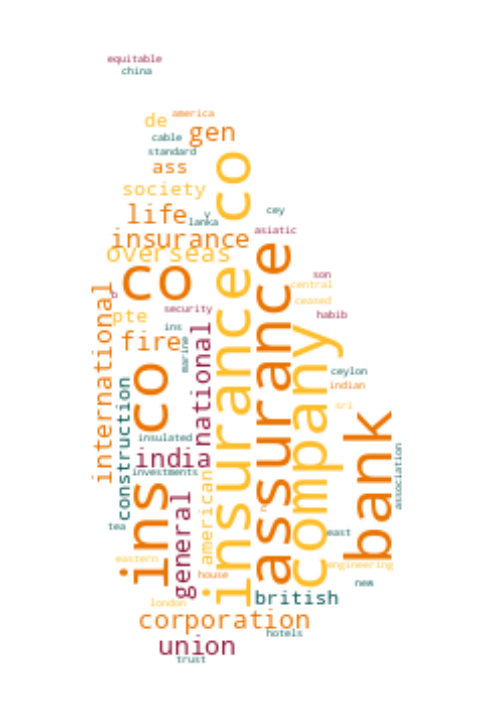 equitable
china
america
de
gen
cable
standard
ass
society
insurance co
life
v
lanka
cey
asiatic
insurance
overseas
co
son
central
b
ceased
security
habib
pte
international
ins
fire
marine
national
assurance
company
ceylon
indian
ins co
construction
sri
bank
insulated
india
investments
association
american
general
c
tea
east
eastern
engineering
house
new
british
london
corporation
hotels
union
trust